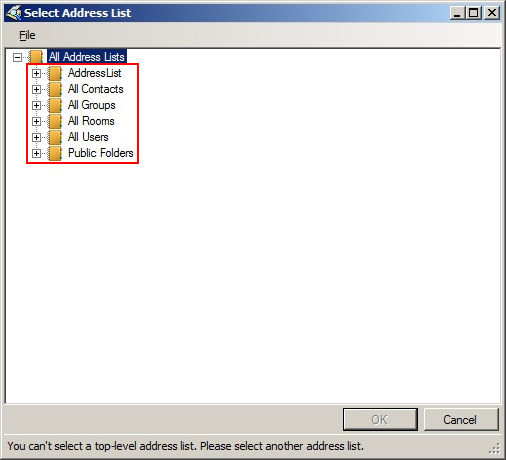 Select Address List
File
All Address Lists
AddressList
All Contacts
All Groups
All Rooms
All Users
Public Folders
OK
Cancel
You can't select a top-level address list. Please select another address list.